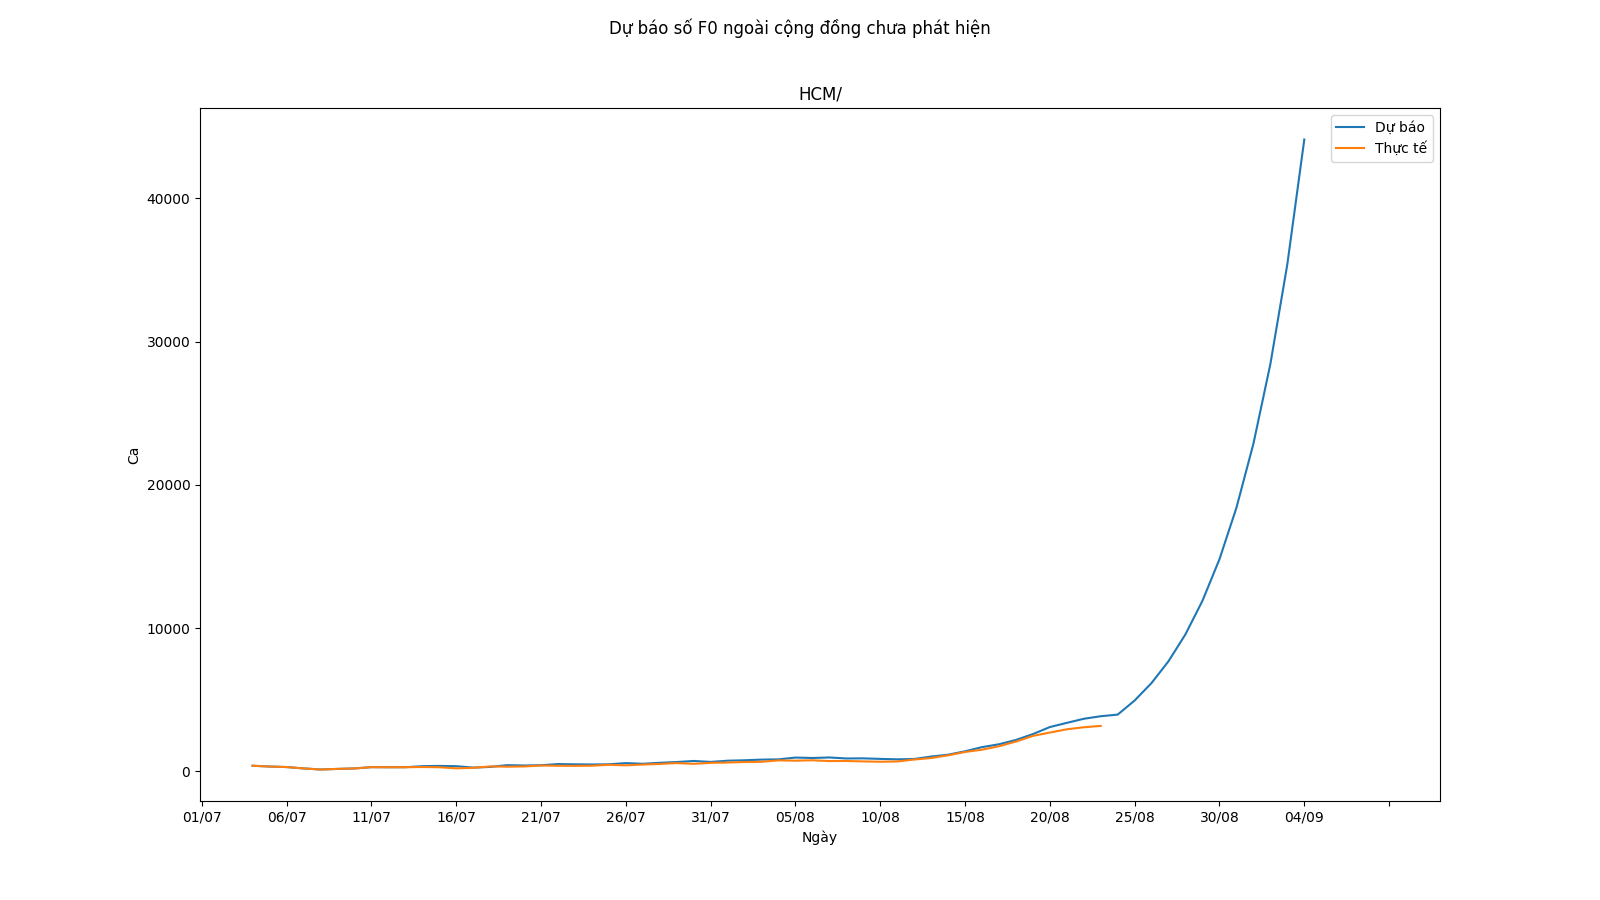 Dự báo số F0 ngoài cộng đồng chưa phát hiện
HCM/
Dự báo
Thực tế
40000
30000
20000
10000
0
Ca
01/07 06/07 11/07 16/07 21/07 26/07 31/07 05/08 10/08 15/08 20/08 25/08 30/08 04/09
Ngày